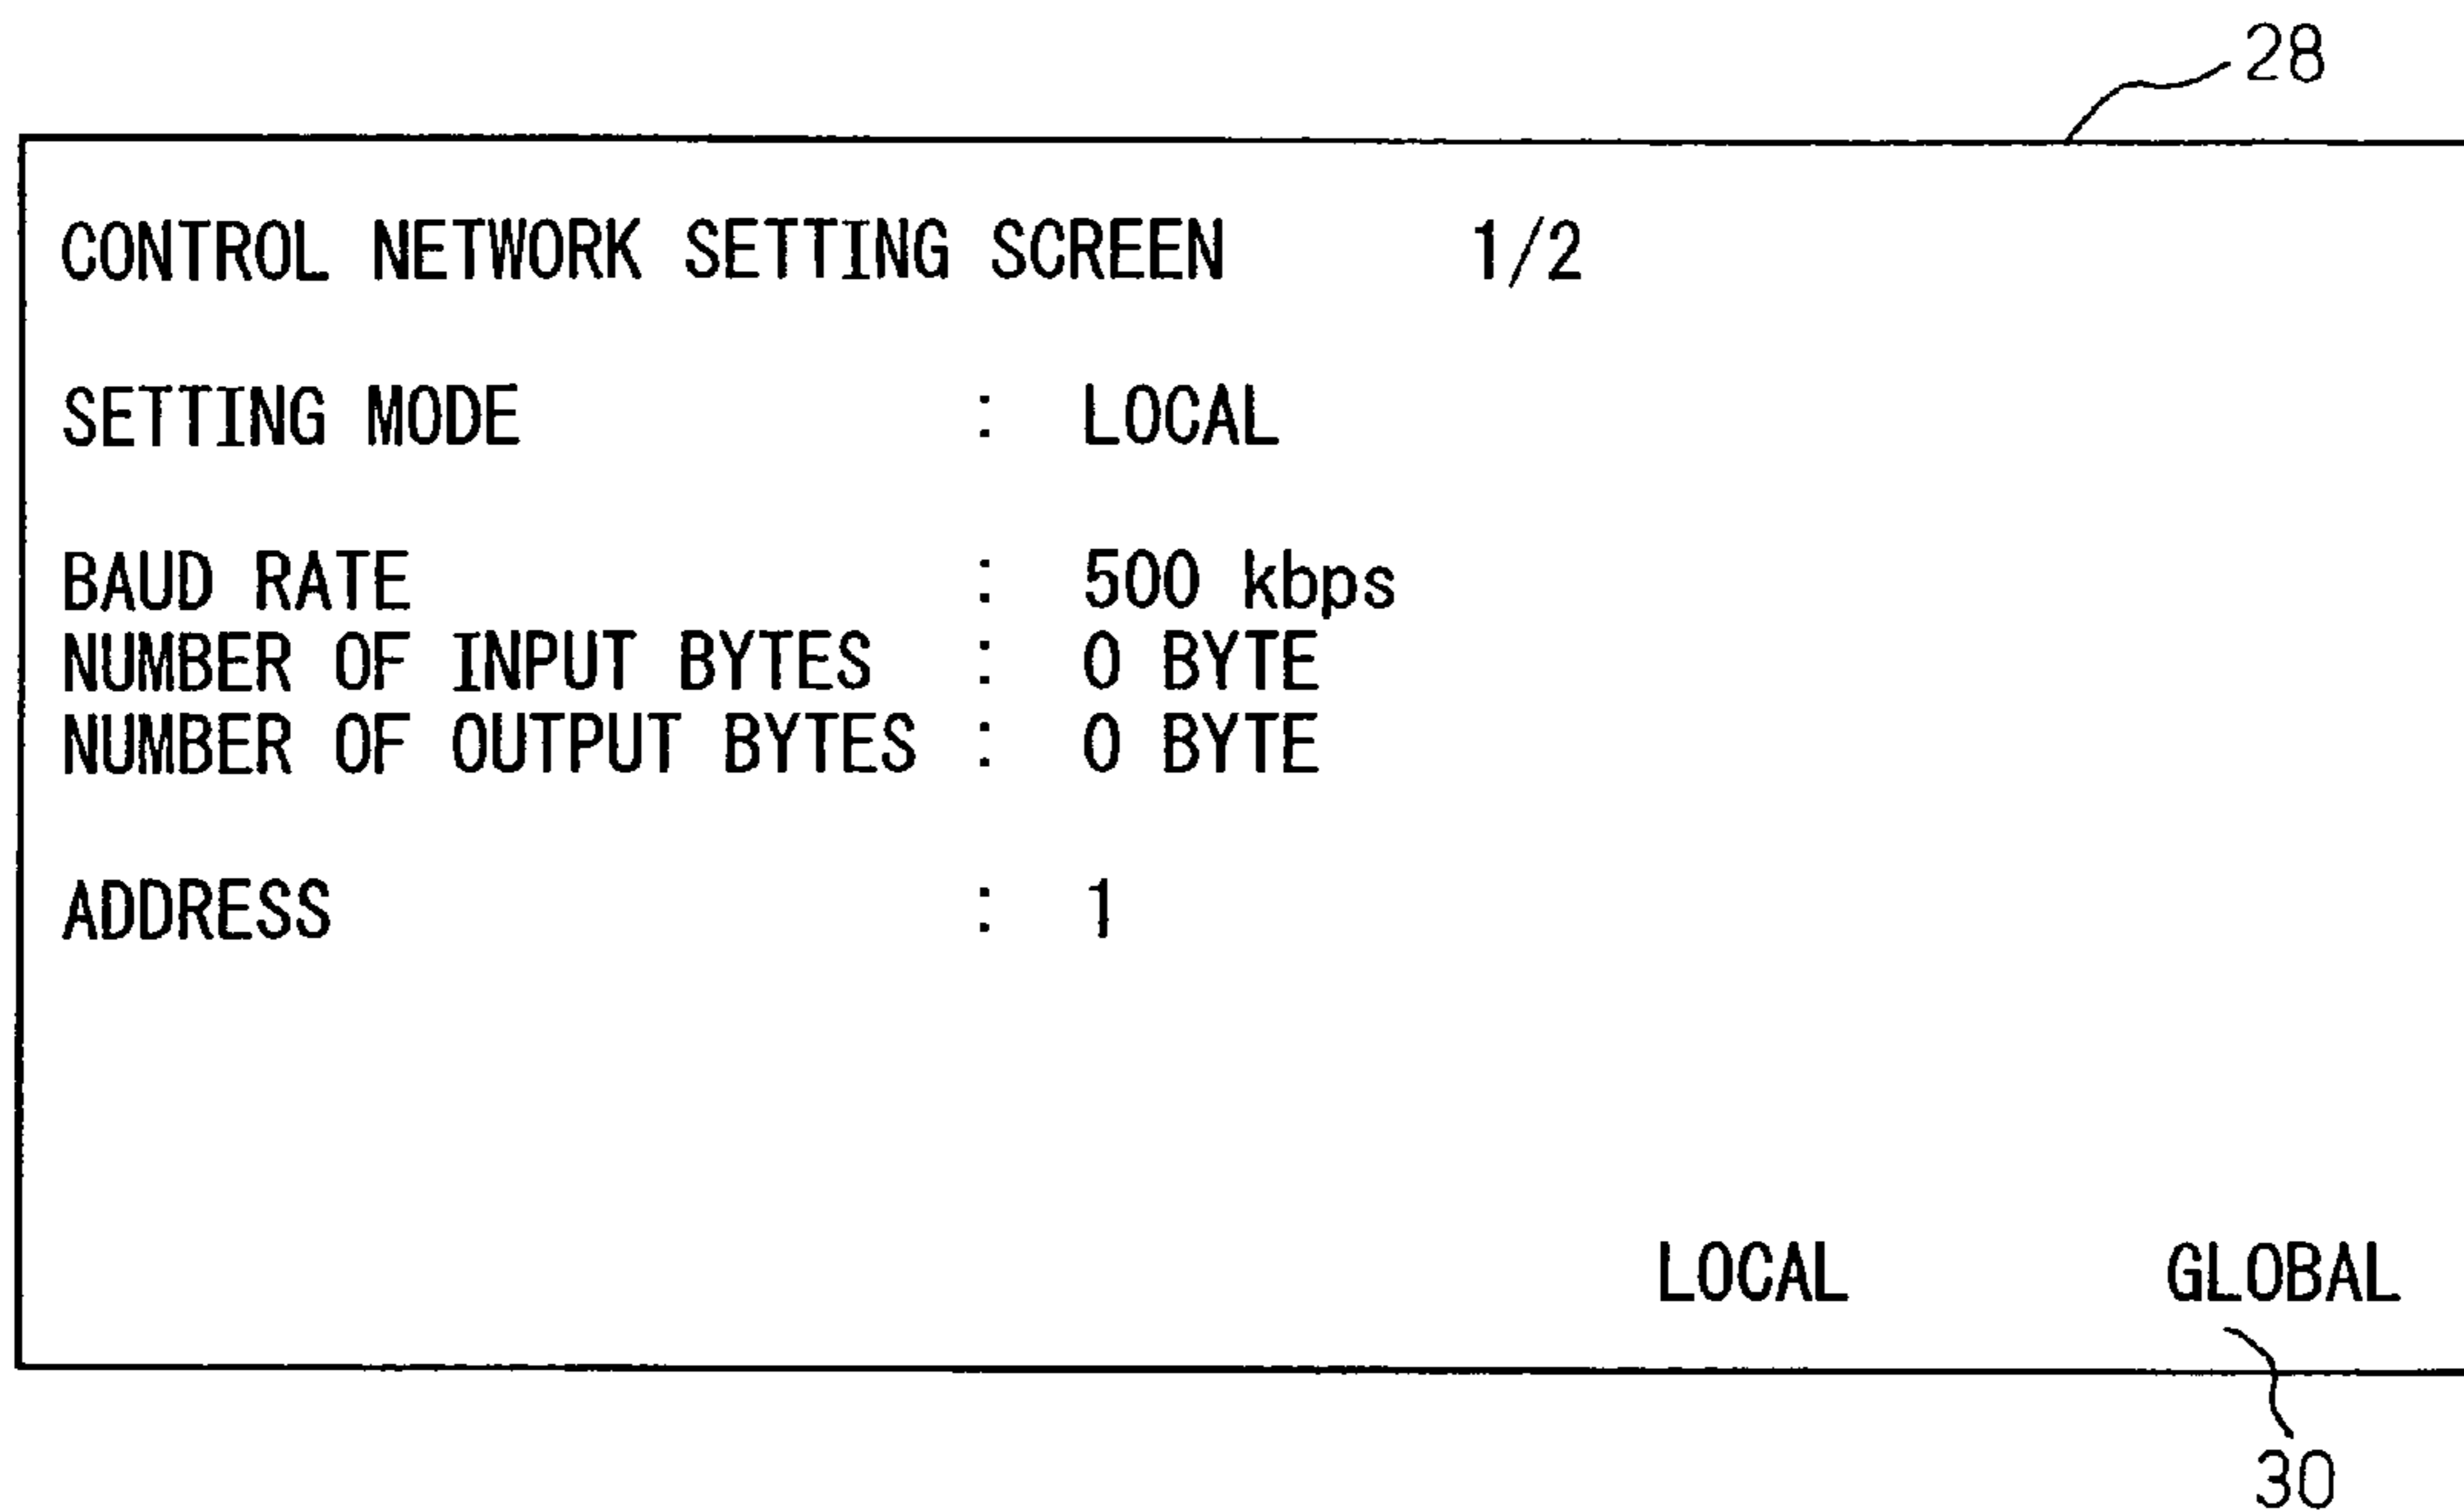 28
CONTROL NETWORK SETTING SCREEN 1/2
SETTING MODE : LOCAL
BAUD RATE : 500 kbps
NUMBER OF INPUT BYTES : 0 BYTE
NUMBER OF OUTPUT BYTES : 0 BYTE
ADDRESS : 1
LOCAL GLOBAL
30